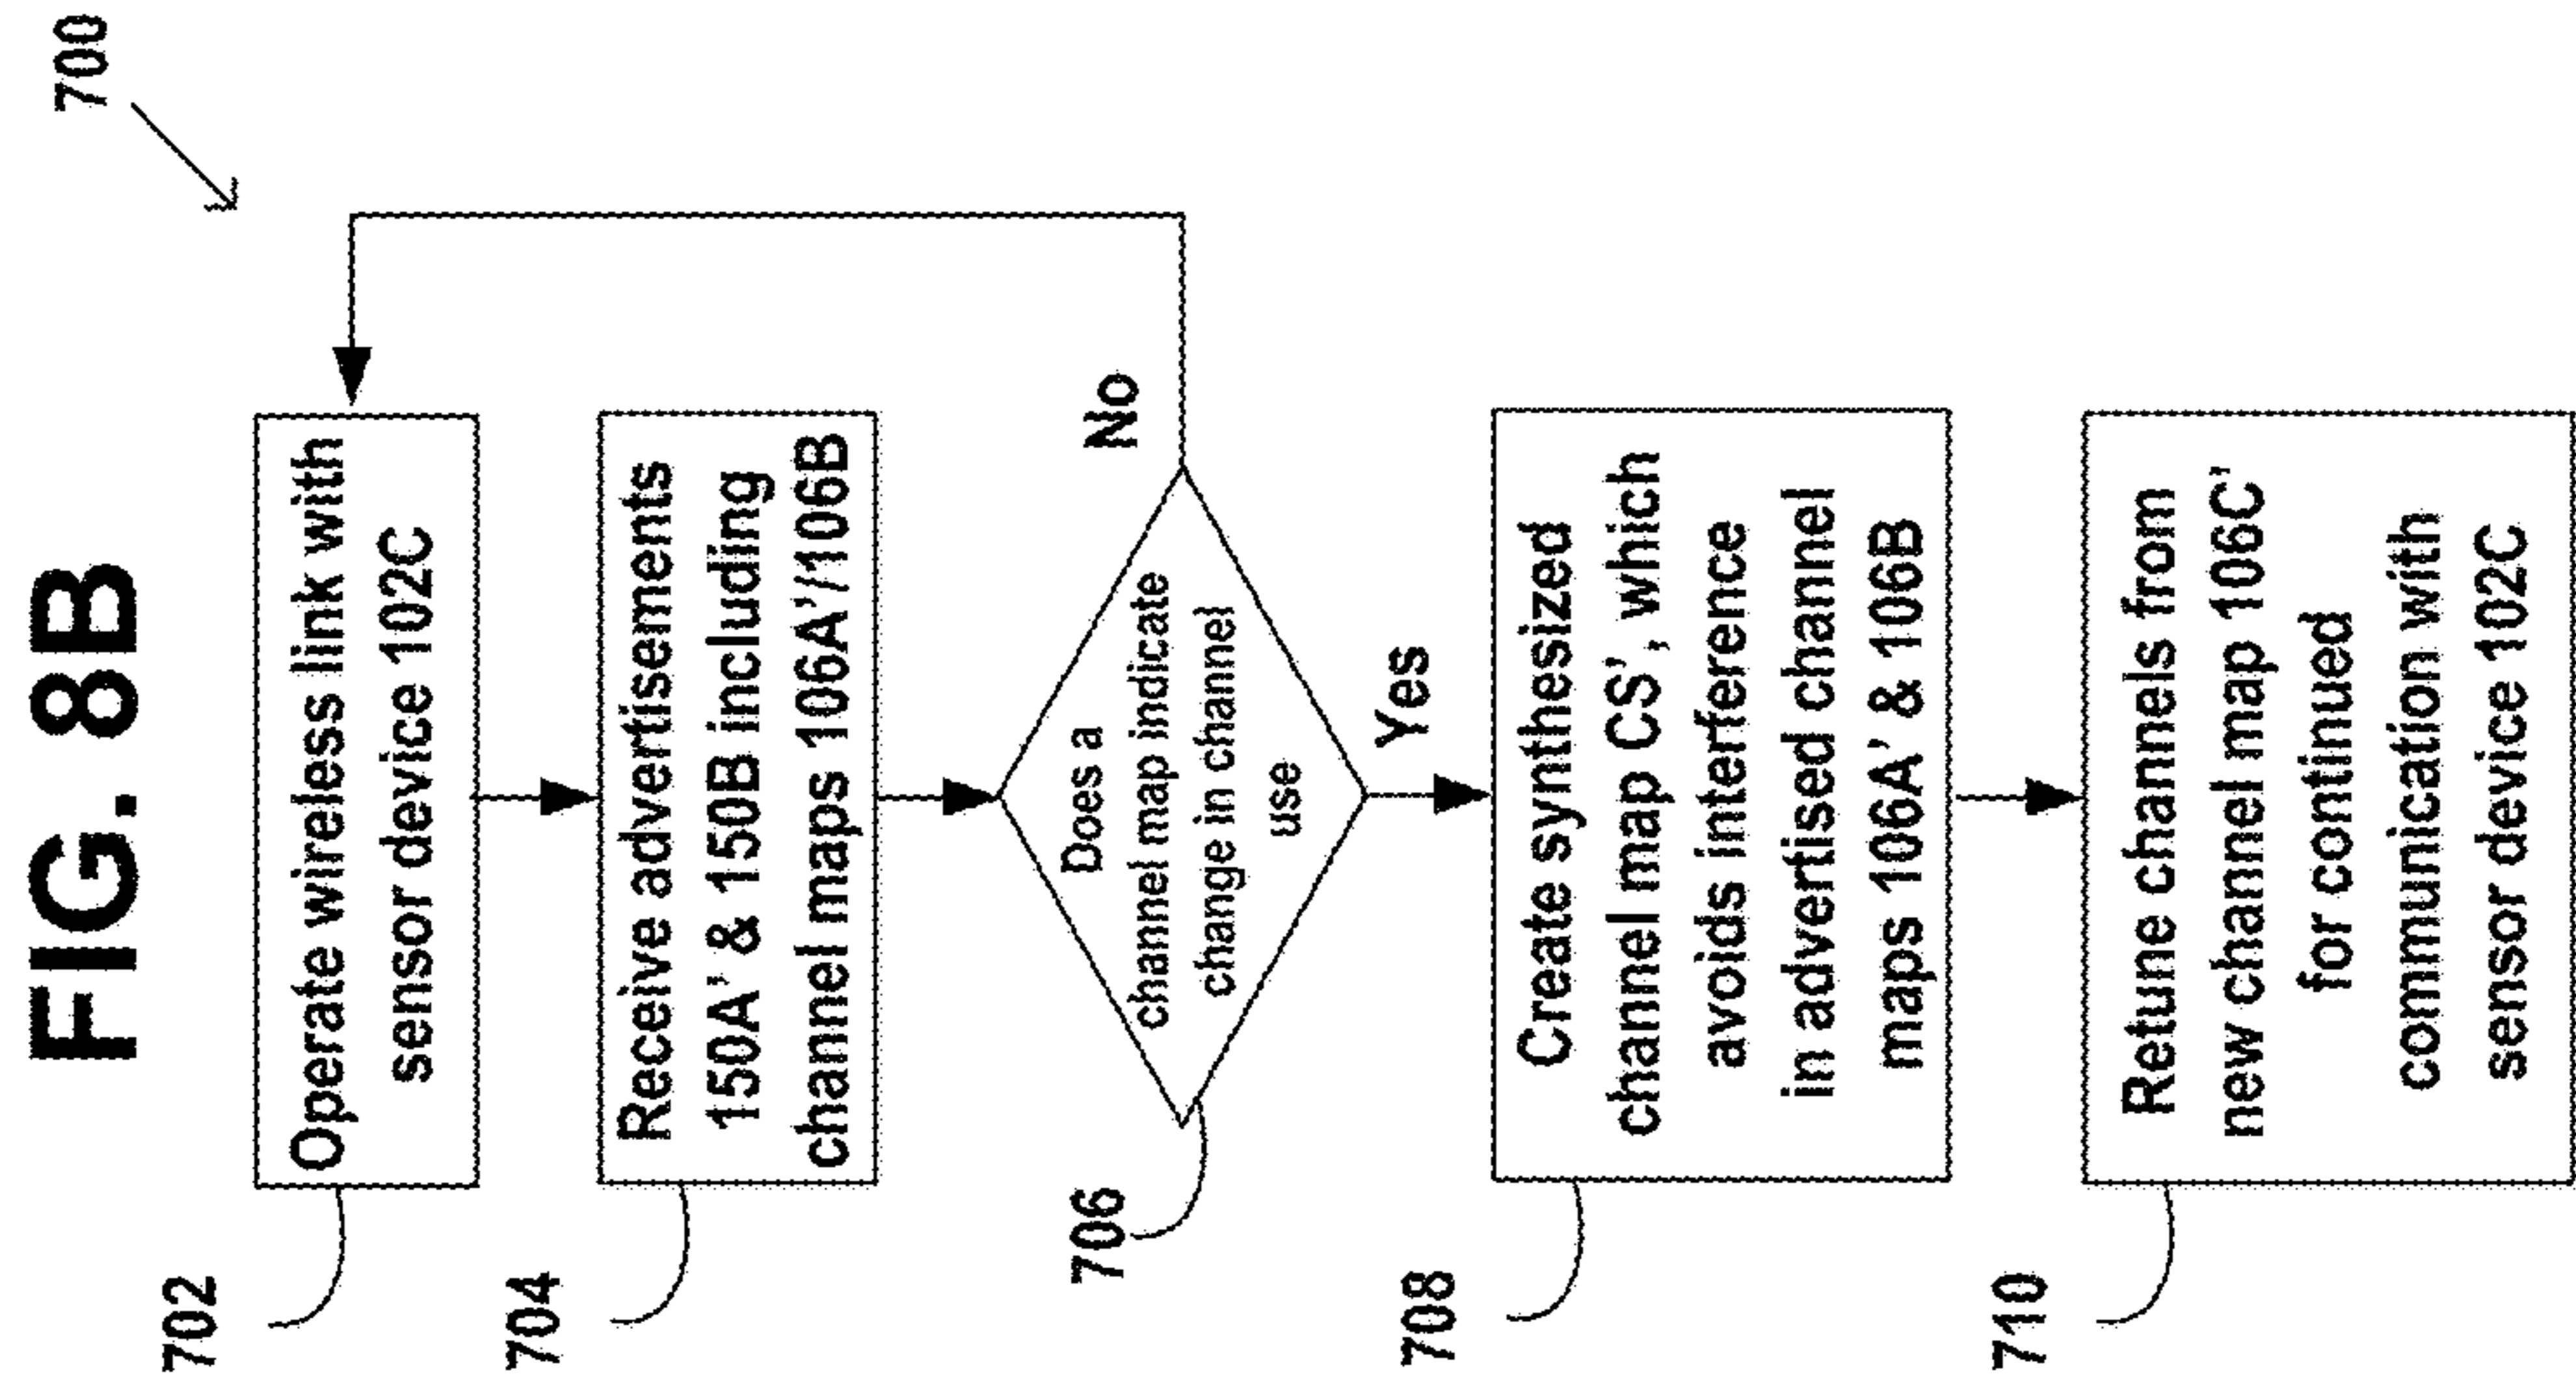 FIG. 8B
700
702
Operate wireless link with
sensor device 102C
704
Receive advertisements
150A' & 150B including
channel maps 106A'/106B
706
Does a
channel map indicate
change in channel
use
No
Yes
708
Create synthesized
channel map CS', which
avoids interference
in advertised channel
maps 106A' & 106B
710
Retune channels from
new channel map 106C'
for continued
communication with
sensor device 102C